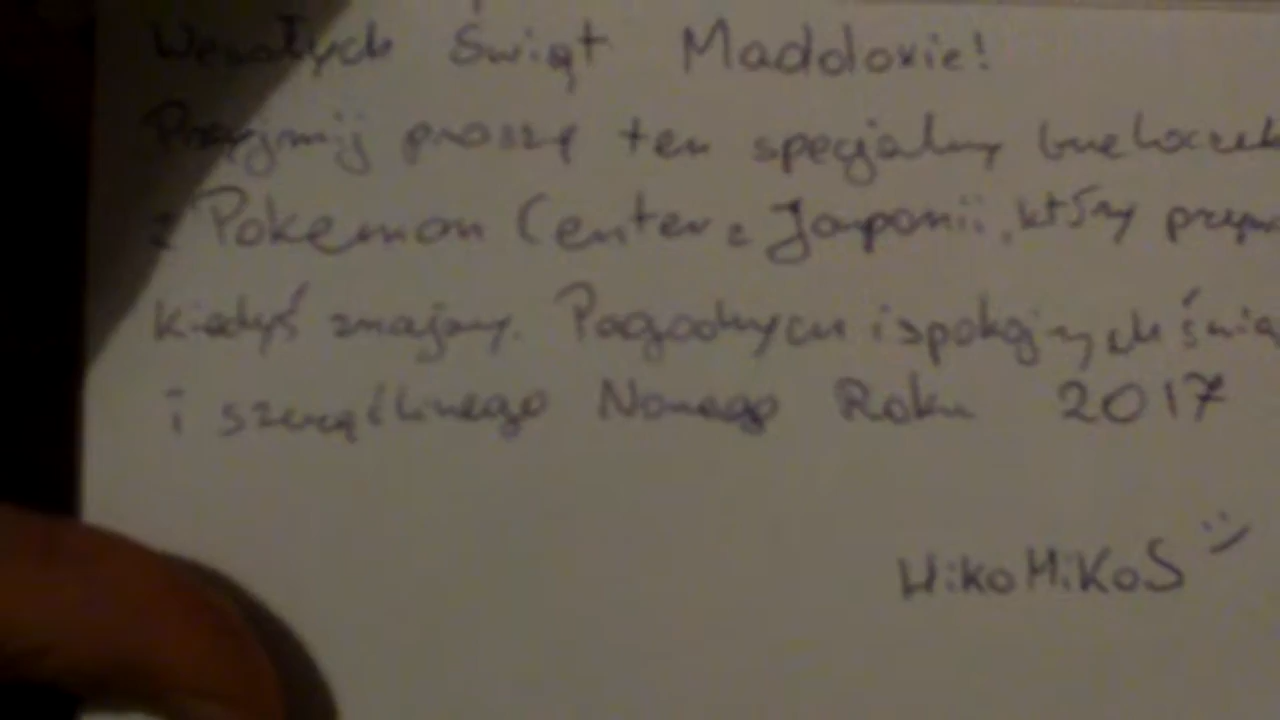 Wesołych Świąt Maddoxie!
Przyjmij proszę ten specjalny
z Pokemon Center z Japonii, który
kiedyś znajomy. Pogodnych i spokojnych
i szczęśliwego Nowego Roku 2017
WikoMiKoS :)